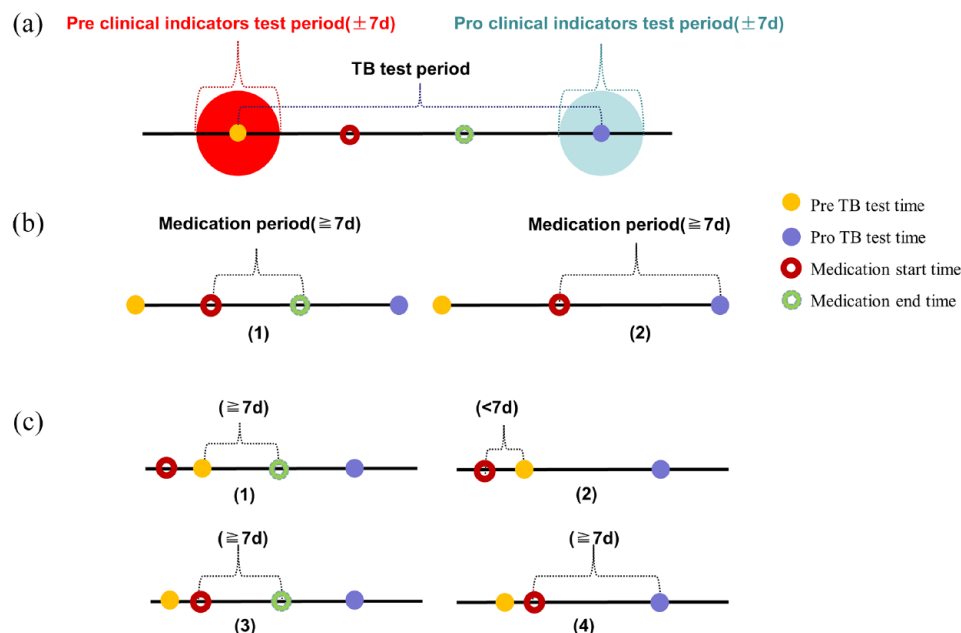 (a)
Pre clinical indicators test period(±7d)
Pro clinical indicators test period(±7d)
TB test period
(b)
Medication period(≧7d)
Medication period(≧7d)
(1)
(2)
Pre TB test time
Pro TB test time
Medication start time
Medication end time
(c)
(≧7d)
(<7d)
(1)
(2)
(≧7d)
(≧7d)
(3)
(4)